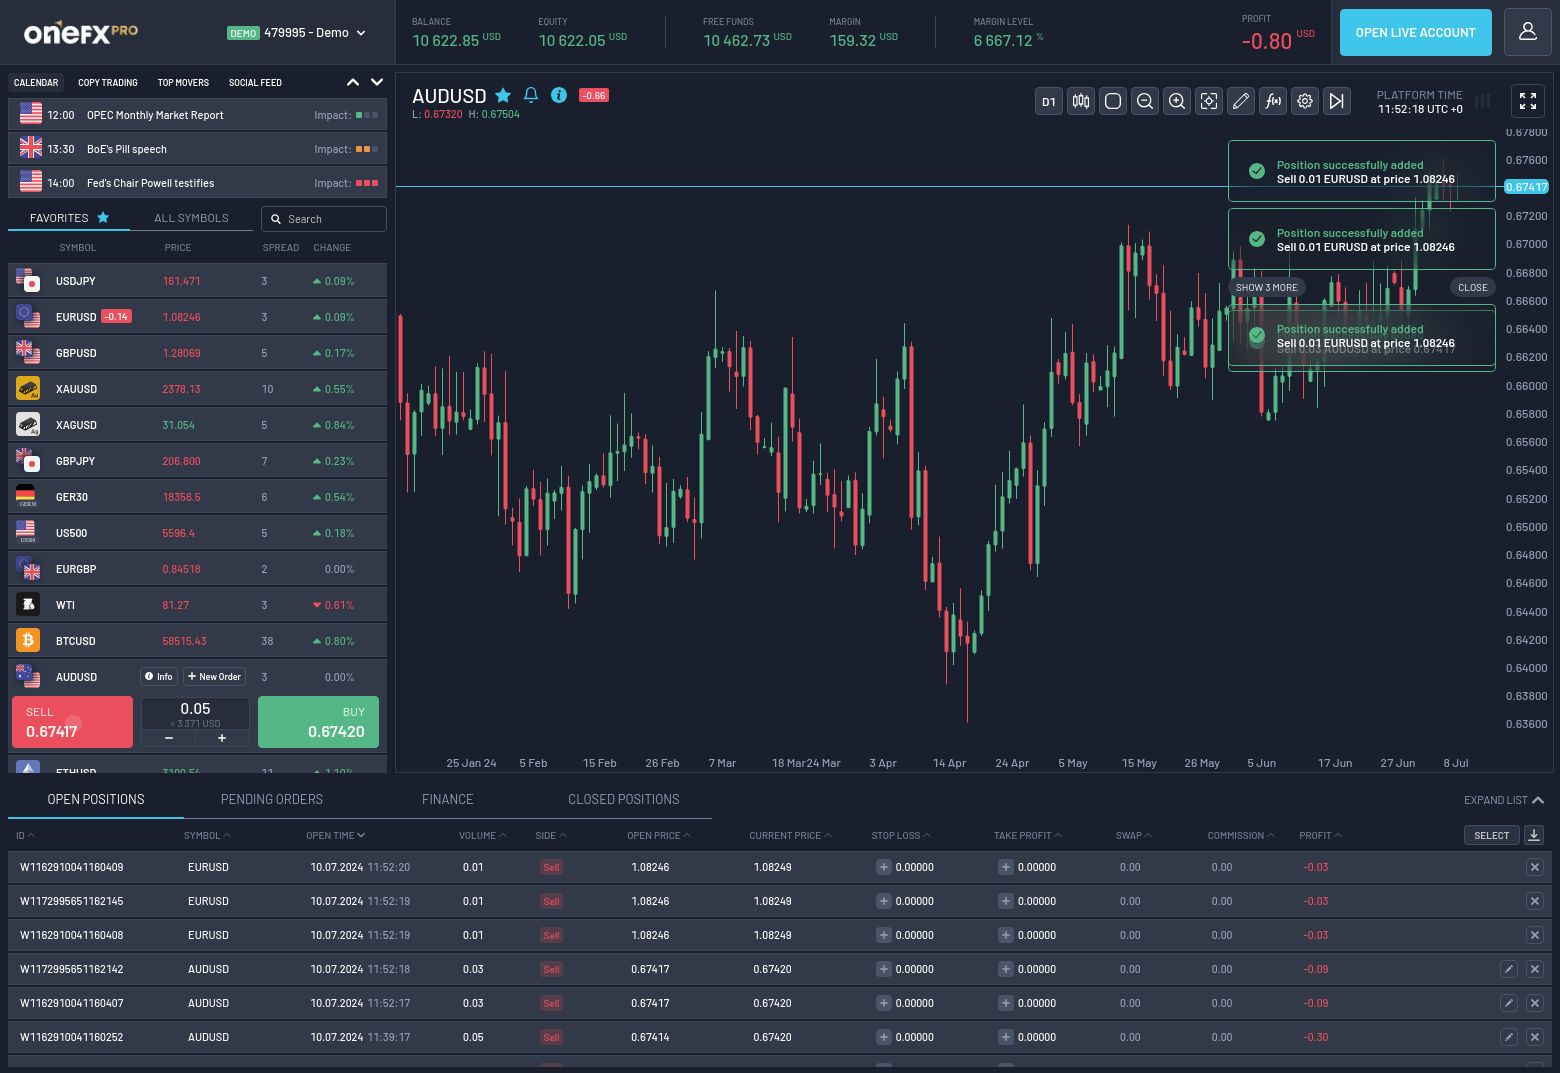 oneFX PRO
DEMO 479995 - Demo
BALANCE
10 622.85 USD
EQUITY
10 622.05 USD
FREE FUNDS
10 462.73 USD
MARGIN
159.32 USD
MARGIN LEVEL
6 667.12 %
PROFIT
-0.80 USD
OPEN LIVE ACCOUNT
CALENDAR COPY TRADING TOP MOVERS SOCIAL FEED
12:00 OPEC Monthly Market Report Impact:
13:30 BoE's Pill speech Impact:
14:00 Fed's Chair Powell testifies Impact:
FAVORITES ALL SYMBOLS Search
SYMBOL PRICE SPREAD CHANGE
USDJPY 161.471 3 0.09%
EURUSD -0.14 1.08246 3 0.09%
GBPUSD 1.28069 5 0.17%
XAUUSD 2378.13 10 0.55%
XAGUSD 31.054 5 0.84%
GBPJPY 206.800 7 0.23%
GER30 18356.5 6 0.54%
US500 5596.4 5 0.18%
EURGBP 0.84518 2 0.00%
WTI 81.27 3 0.61%
BTCUSD 58515.43 38 0.80%
AUDUSD Info New Order 3 0.00%
SELL
0.67417
0.05
× 3 371 USD
− +
BUY
0.67420
AUDUSD -0.66
L: 0.67320 H: 0.67504
D1
f(x)
PLATFORM TIME
11:52:18 UTC +0
0.67800
0.67600
0.67417
0.67200
0.67000
0.66800
0.66600
0.66400
0.66200
0.66000
0.65800
0.65600
0.65400
0.65200
0.65000
0.64800
0.64600
0.64400
0.64200
0.64000
0.63800
0.63600
Position successfully added
Sell 0.01 EURUSD at price 1.08246
Position successfully added
Sell 0.01 EURUSD at price 1.08246
SHOW 3 MORE CLOSE
Position successfully added
Sell 0.01 EURUSD at price 1.08246
Sell 0.03 AUDUSD at price 0.67417
25 Jan 24 5 Feb 15 Feb 26 Feb 7 Mar 18 Mar 24 Mar 3 Apr 14 Apr 24 Apr 5 May 15 May 26 May 5 Jun 17 Jun 27 Jun 8 Jul
OPEN POSITIONS PENDING ORDERS FINANCE CLOSED POSITIONS EXPAND LIST
ID SYMBOL OPEN TIME VOLUME SIDE OPEN PRICE CURRENT PRICE STOP LOSS TAKE PROFIT SWAP COMMISSION PROFIT SELECT
W1162910041160409 EURUSD 10.07.2024 11:52:20 0.01 Sell 1.08246 1.08249 + 0.00000 + 0.00000 0.00 0.00 -0.03
W1172995651162145 EURUSD 10.07.2024 11:52:19 0.01 Sell 1.08246 1.08249 + 0.00000 + 0.00000 0.00 0.00 -0.03
W1162910041160408 EURUSD 10.07.2024 11:52:19 0.01 Sell 1.08246 1.08249 + 0.00000 + 0.00000 0.00 0.00 -0.03
W1172995651162142 AUDUSD 10.07.2024 11:52:18 0.03 Sell 0.67417 0.67420 + 0.00000 + 0.00000 0.00 0.00 -0.09
W1162910041160407 AUDUSD 10.07.2024 11:52:17 0.03 Sell 0.67417 0.67420 + 0.00000 + 0.00000 0.00 0.00 -0.09
W1162910041160252 AUDUSD 10.07.2024 11:39:17 0.05 Sell 0.67414 0.67420 + 0.00000 + 0.00000 0.00 0.00 -0.30